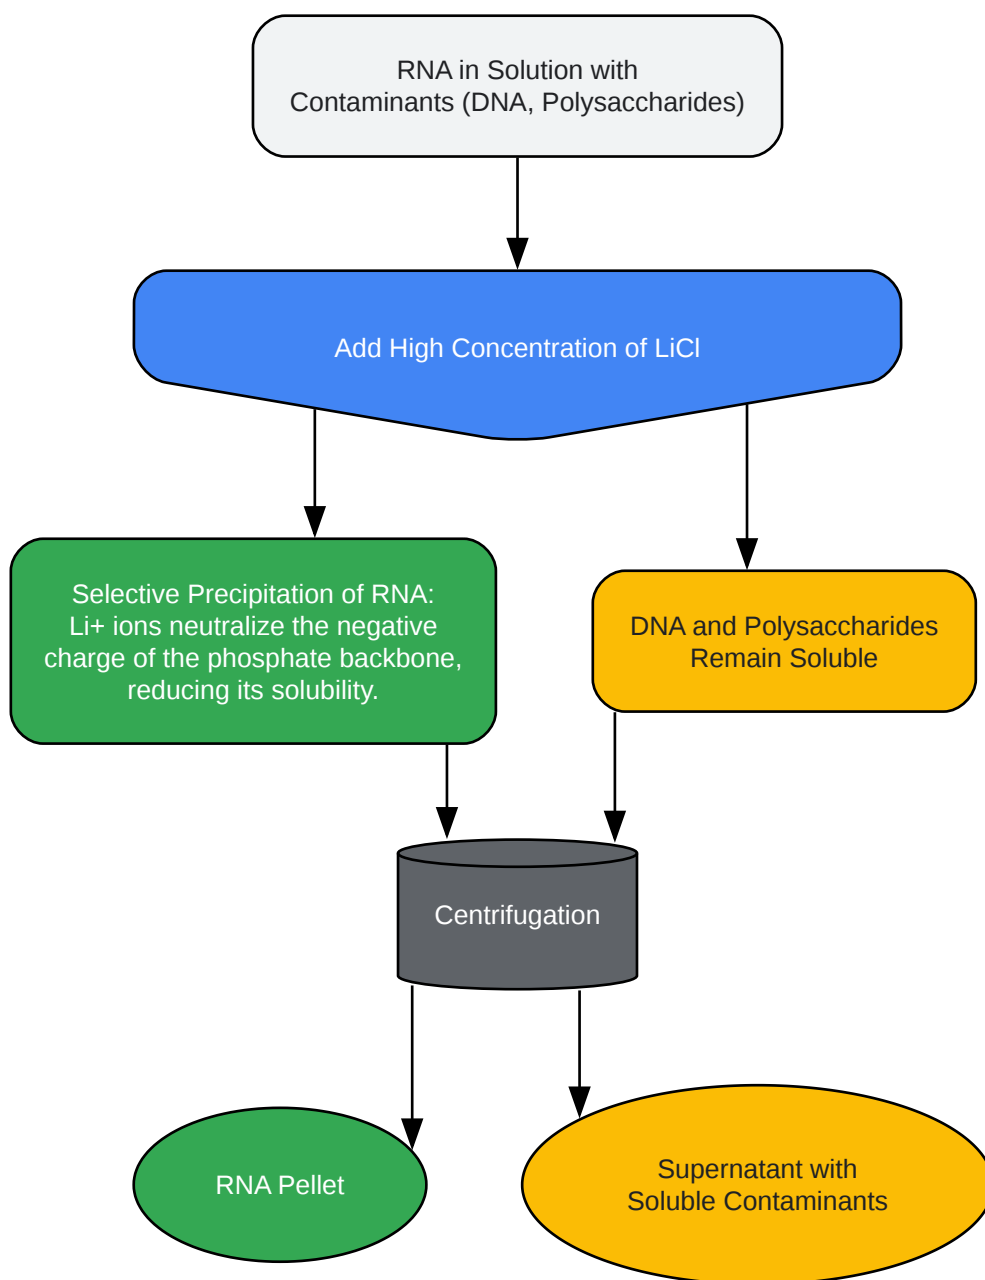 RNA in Solution with
Contaminants (DNA, Polysaccharides)
Add High Concentration of LiCl
Selective Precipitation of RNA:
Li+ ions neutralize the negative
charge of the phosphate backbone,
reducing its solubility.
DNA and Polysaccharides
Remain Soluble
Centrifugation
RNA Pellet
Supernatant with
Soluble Contaminants